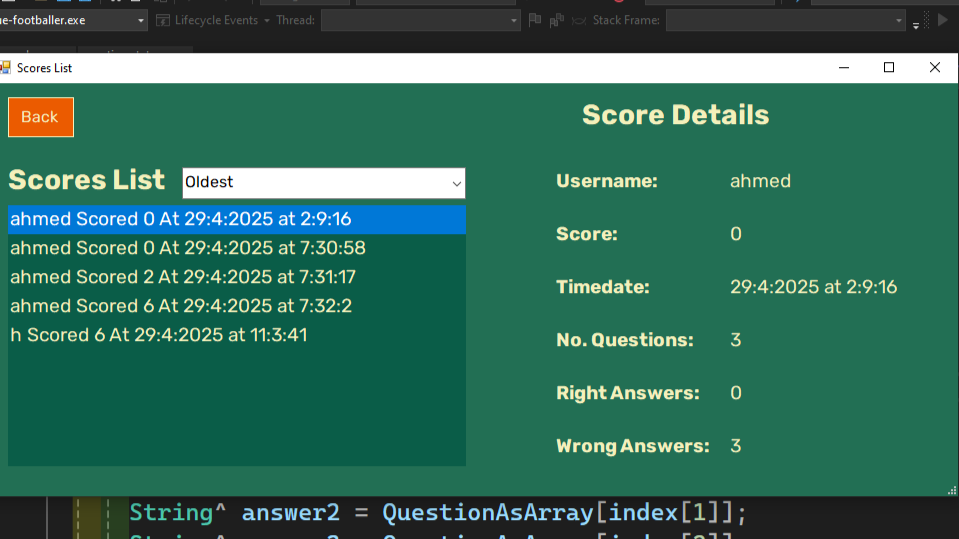 ue-footballer.exe
Lifecycle Events
Thread:
Stack Frame:
Scores List
Back
Score Details
Scores List
Oldest
ahmed Scored 0 At 29:4:2025 at 2:9:16
ahmed Scored 0 At 29:4:2025 at 7:30:58
ahmed Scored 2 At 29:4:2025 at 7:31:17
ahmed Scored 6 At 29:4:2025 at 7:32:2
h Scored 6 At 29:4:2025 at 11:3:41
Username: ahmed
Score: 0
Timedate: 29:4:2025 at 2:9:16
No. Questions: 3
Right Answers: 0
Wrong Answers: 3
String^ answer2 = QuestionAsArray[index[1]];